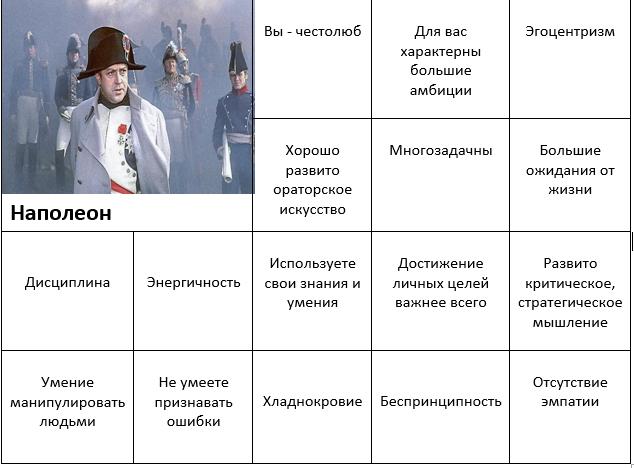 Вы - честолюб
Для вас
характерны
большие
амбиции
Эгоцентризм
Хорошо
развито
ораторское
искусство
Многозадачны
Большие
ожидания от
жизни
Наполеон
Дисциплина
Энергичность
Используете
свои знания и
умения
Достижение
личных целей
важнее всего
Развито
критическое,
стратегическое
мышление
Умение
манипулировать
людьми
Не умеете
признавать
ошибки
Хладнокровие
Беспринципность
Отсутствие
эмпатии